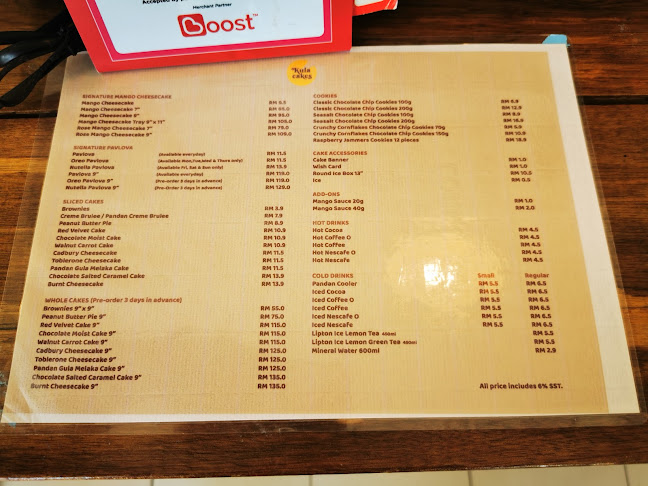 Accepted by
Merchant Partner
Boost™
Kula
cakes
SIGNATURE MANGO CHEESECAKE
Mango Cheesecake RM 9.5
Mango Cheesecake 7"
Mango Cheesecake 9" RM 95.0
Mango Cheesecake Tray 9" x 11" RM 105.0
Rose Mango Cheesecake 7" RM 75.0
Rose Mango Cheesecake 9" RM 109.0
SIGNATURE PAVLOVA
Pavlova (Available everyday) RM 11.5
Oreo Pavlova (Available Mon,Tue,Wed & Thurs only) RM 11.5
Nutella Pavlova (Available Fri, Sat & Sun only) RM 13.9
Pavlova 9" (Available everyday) RM 119.0
Oreo Pavlova 9" (Pre-Order 3 days in advance) RM 119.0
Nutella Pavlova 9" (Pre-Order 3 days in advance) RM 129.0
SLICED CAKES
Brownies RM 3.9
Creme Brulee / Pandan Creme Brulee RM 7.9
Peanut Butter Pie RM 8.9
Red Velvet Cake RM 10.9
Chocolate Moist Cake RM 10.9
Walnut Carrot Cake RM 10.9
Cadbury Cheesecake RM 11.5
Toblerone Cheesecake RM 11.5
Pandan Gula Melaka Cake RM 11.5
Chocolate Salted Caramel Cake RM 13.9
Burnt Cheesecake RM 13.9
WHOLE CAKES (Pre-order 3 days in advance)
Brownies 9" x 9" RM 55.0
Peanut Butter Pie 9" RM 75.0
Red Velvet Cake 9" RM 115.0
Chocolate Moist Cake 9" RM 115.0
Walnut Carrot Cake 9" RM 115.0
Cadbury Cheesecake 9" RM 125.0
Toblerone Cheesecake 9" RM 125.0
Pandan Gula Melaka Cake 9" RM 125.0
Chocolate Salted Caramel Cake 9" RM 135.0
Burnt Cheesecake 9" RM 135.0
COOKIES
Classic Chocolate Chip Cookies 100g RM 6.9
Classic Chocolate Chip Cookies 200g RM 12.9
Seasalt Chocolate Chip Cookies 100g RM 8.9
Seasalt Chocolate Chip Cookies 200g RM 16.9
Crunchy Cornflakes Chocolate Chip Cookies 75g RM 9.9
Crunchy Cornflakes Chocolate Chip Cookies 150g RM 15.9
Raspberry Jammers Cookies 12 pieces RM 18.9
CAKE ACCESSORIES
Cake Banner RM 1.0
Wish Card RM 1.0
Round Ice Box 12" RM 10.2
Ice RM 0.5
ADD-ONS
Mango Sauce 20g RM 1.0
Mango Sauce 40g RM 2.0
HOT DRINKS
Hot Cocoa RM 4.5
Hot Coffee O RM 4.5
Hot Coffee RM 4.5
Hot Nescafe O RM 4.5
Hot Nescafe RM 4.5
COLD DRINKS Small Regular
Pandan Cooler RM 5.5 RM 6.5
Iced Cocoa RM 5.5 RM 6.5
Iced Coffee O RM 5.5 RM 6.5
Iced Coffee RM 5.5 RM 6.5
Iced Nescafe O RM 5.5 RM 6.5
Iced Nescafe RM 5.5 RM 6.5
Lipton Ice Lemon Tea 450ml RM 5.5
Lipton Ice Lemon Green Tea 450ml RM 5.5
Mineral Water 600ml RM 2.9
All price includes 6% SST.